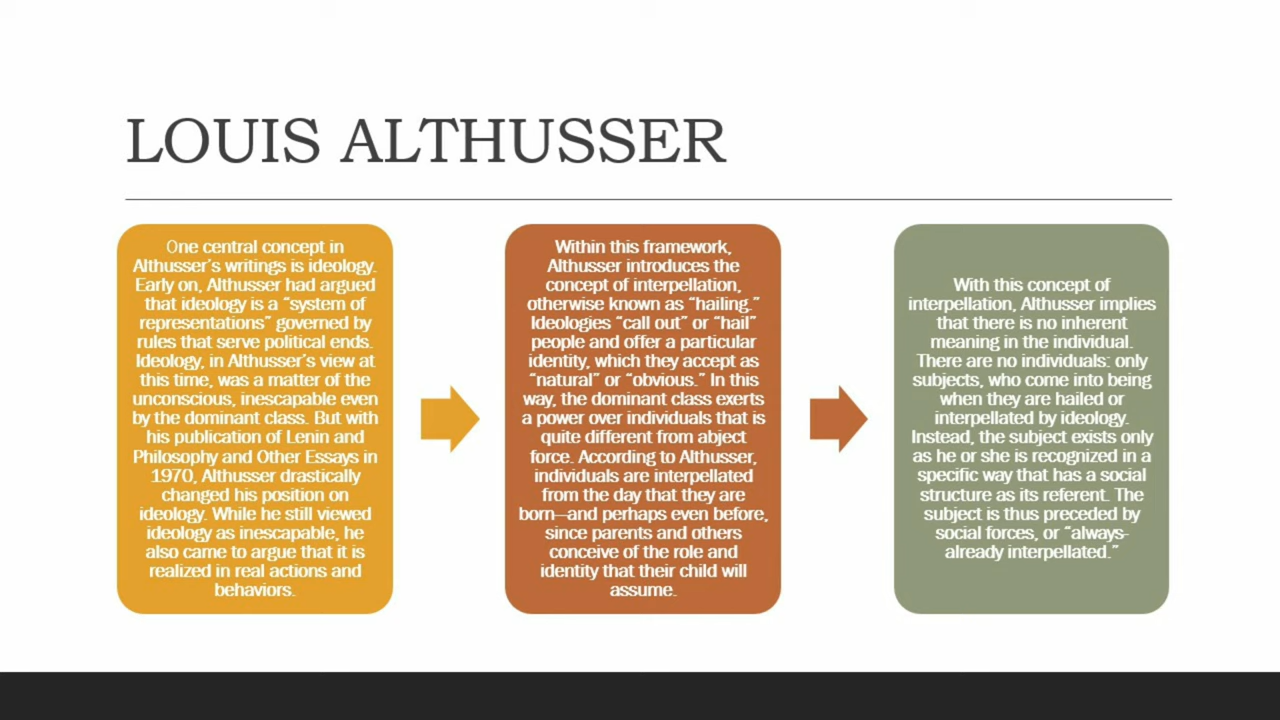 LOUIS ALTHUSSER
One central concept in
Althusser's writings is ideology.
Early on, Althusser had argued
that ideology is a “system of
representations” governed by
rules that serve political ends.
Ideology, in Althusser's view at
this time, was a matter of the
unconscious, inescapable even
by the dominant class. But with
his publication of Lenin and
Philosophy and Other Essays in
1970, Althusser drastically
changed his position on
ideology. While he still viewed
ideology as inescapable, he
also came to argue that it is
realized in real actions and
behaviors.
Within this framework,
Althusser introduces the
concept of interpellation,
otherwise known as “hailing.”
Ideologies “call out” or “hail”
people and offer a particular
identity, which they accept as
“natural” or “obvious.” In this
way, the dominant class exerts
a power over individuals that is
quite different from abject
force. According to Althusser,
individuals are interpellated
from the day that they are
born—and perhaps even before,
since parents and others
conceive of the role and
identity that their child will
assume.
With this concept of
interpellation, Althusser implies
that there is no inherent
meaning in the individual.
There are no individuals: only
subjects, who come into being
when they are hailed or
interpellated by ideology.
Instead, the subject exists only
as he or she is recognized in a
specific way that has a social
structure as its referent. The
subject is thus preceded by
social forces, or “always-
already interpellated.”